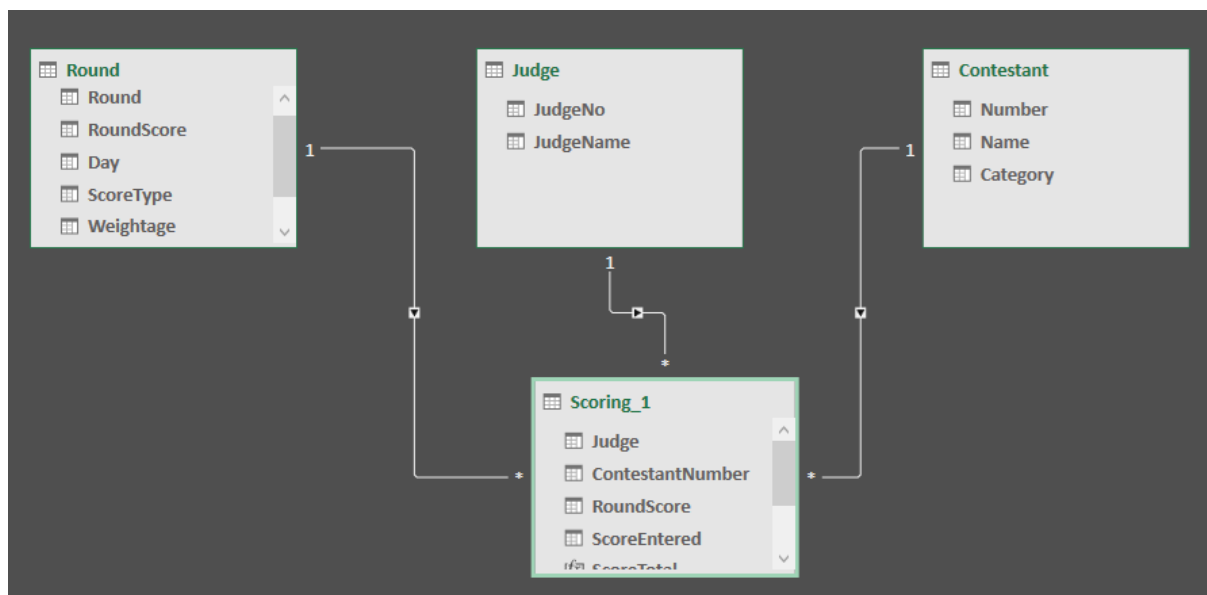 Round
Round
RoundScore
Day
ScoreType
Weightage
1
Judge
JudgeNo
JudgeName
1
Contestant
Number
Name
Category
1
Scoring_1
Judge
ContestantNumber
RoundScore
ScoreEntered
ScoreTotal
*
*
*